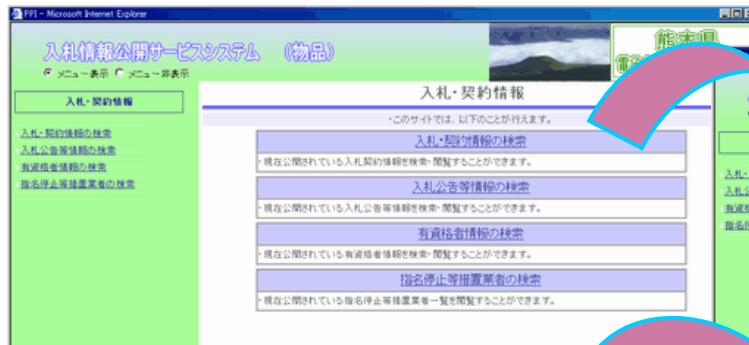 PPI - Microsoft Internet Explorer
入札情報公開サービスシステム (物品)
メニュー表示 メニュー非表示
熊本県
入札・契約情報
入札・契約情報の検索
入札公告等情報の検索
有資格者情報の検索
指名停止等措置業者の検索
入札・契約情報
・このサイトでは、以下のことが行えます。
入札・契約情報の検索
・現在公開されている入札契約情報を検索・閲覧することができます。
入札公告等情報の検索
・現在公開されている入札公告等情報を検索・閲覧することができます。
有資格者情報の検索
・現在公開されている有資格者情報を検索・閲覧することができます。
指名停止等措置業者の検索
・現在公開されている指名停止等措置業者一覧を閲覧することができます。